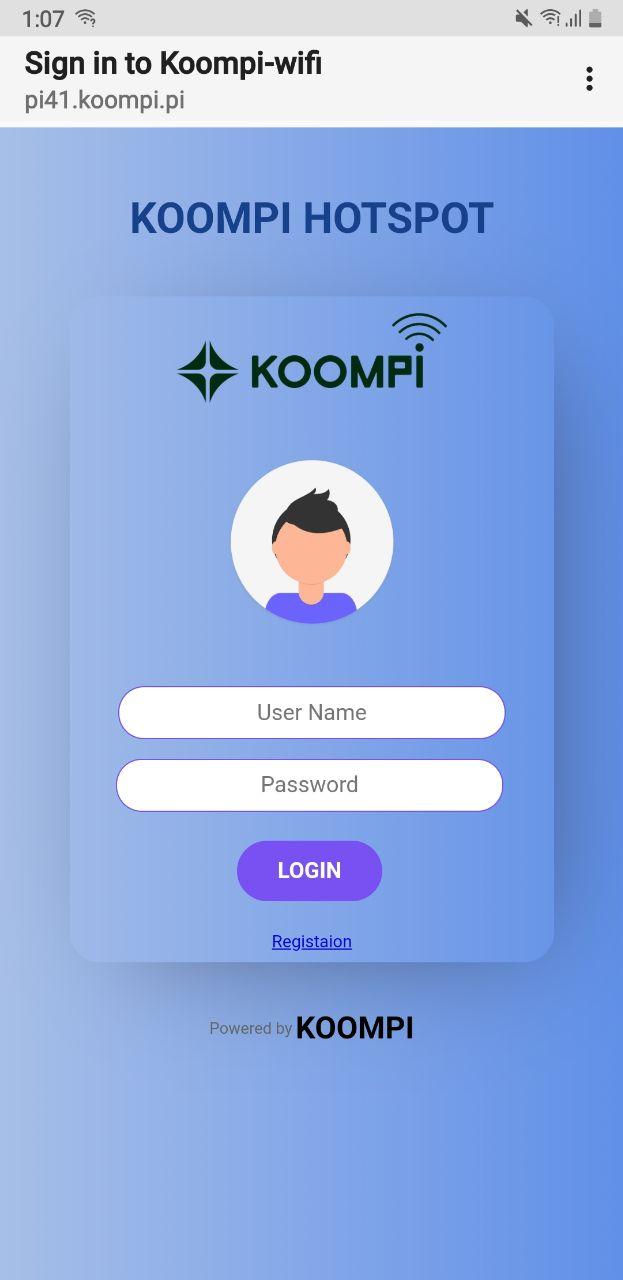 1:07
Sign in to Koompi-wifi
pi41.koompi.pi
KOOMPI HOTSPOT
KOOMPi
User Name
Password
LOGIN
Registaion
Powered by KOOMPI